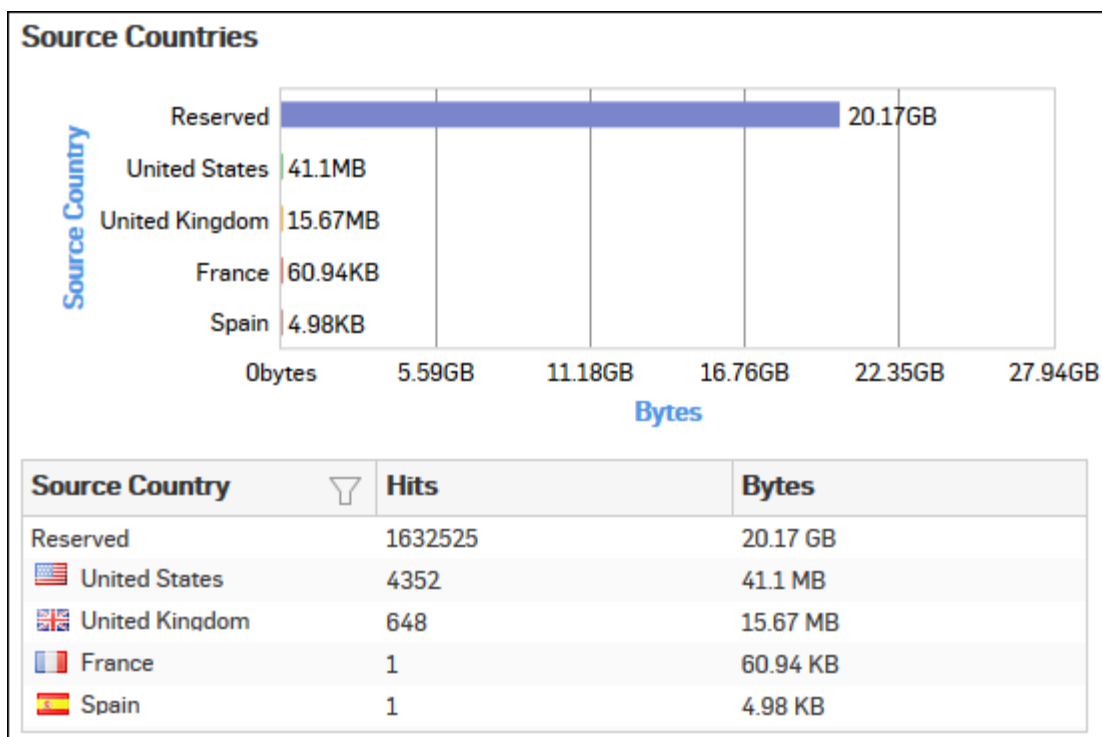 Source Countries
Source Country
Reserved 20.17GB
United States 41.1MB
United Kingdom 15.67MB
France 60.94KB
Spain 4.98KB
0bytes 5.59GB 11.18GB 16.76GB 22.35GB 27.94GB
Bytes
Source Country Hits Bytes
Reserved 1632525 20.17 GB
United States 4352 41.1 MB
United Kingdom 648 15.67 MB
France 1 60.94 KB
Spain 1 4.98 KB